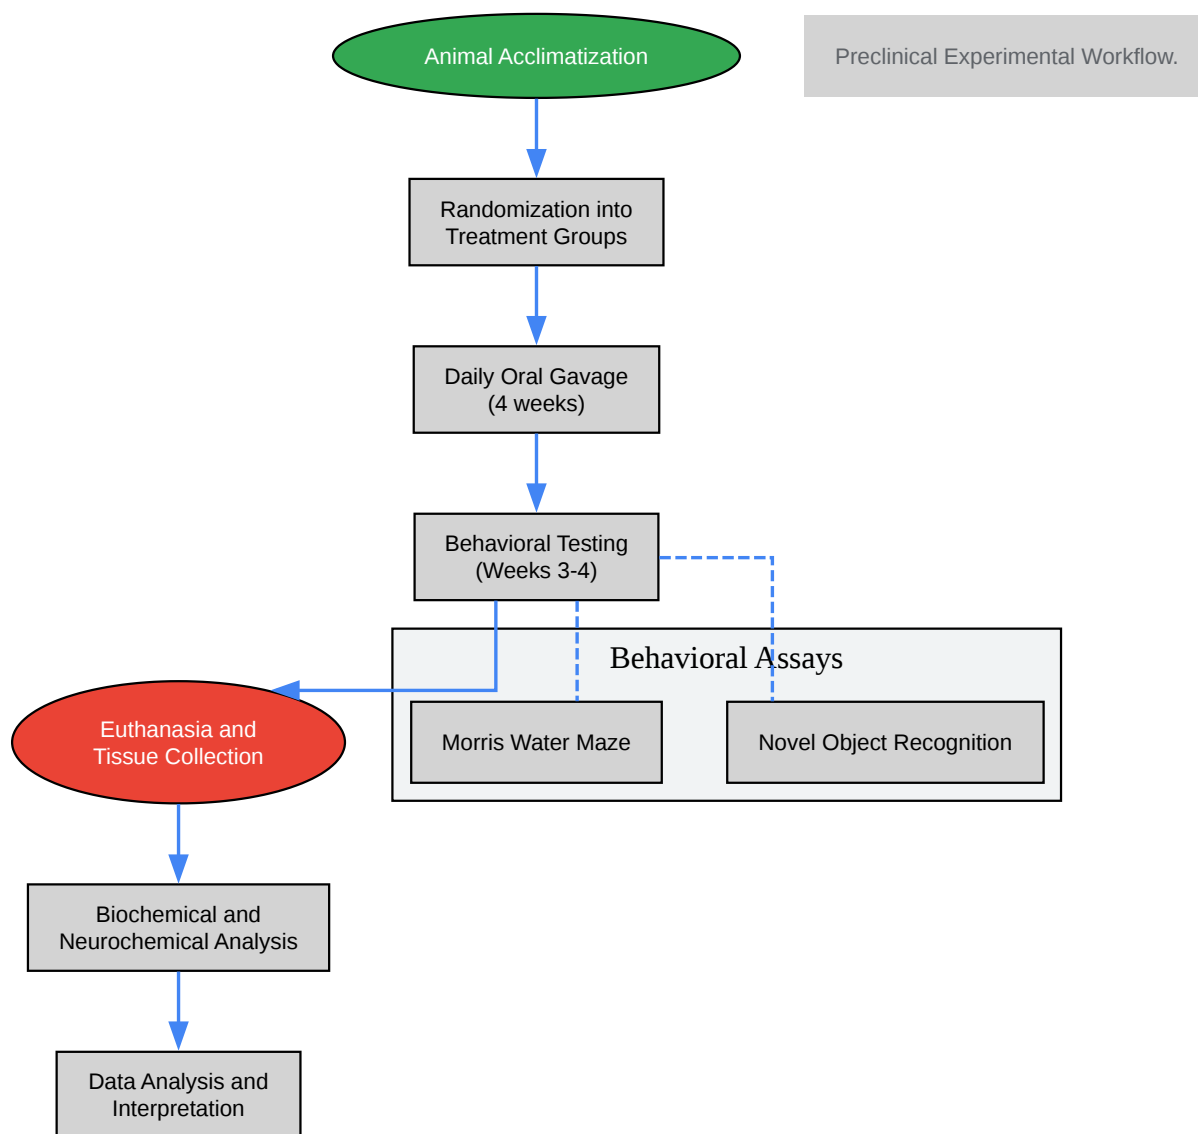 Animal Acclimatization
Preclinical Experimental Workflow.
Randomization into
Treatment Groups
Daily Oral Gavage
(4 weeks)
Behavioral Testing
(Weeks 3-4)
Behavioral Assays
Euthanasia and
Tissue Collection
Morris Water Maze
Novel Object Recognition
Biochemical and
Neurochemical Analysis
Data Analysis and
Interpretation